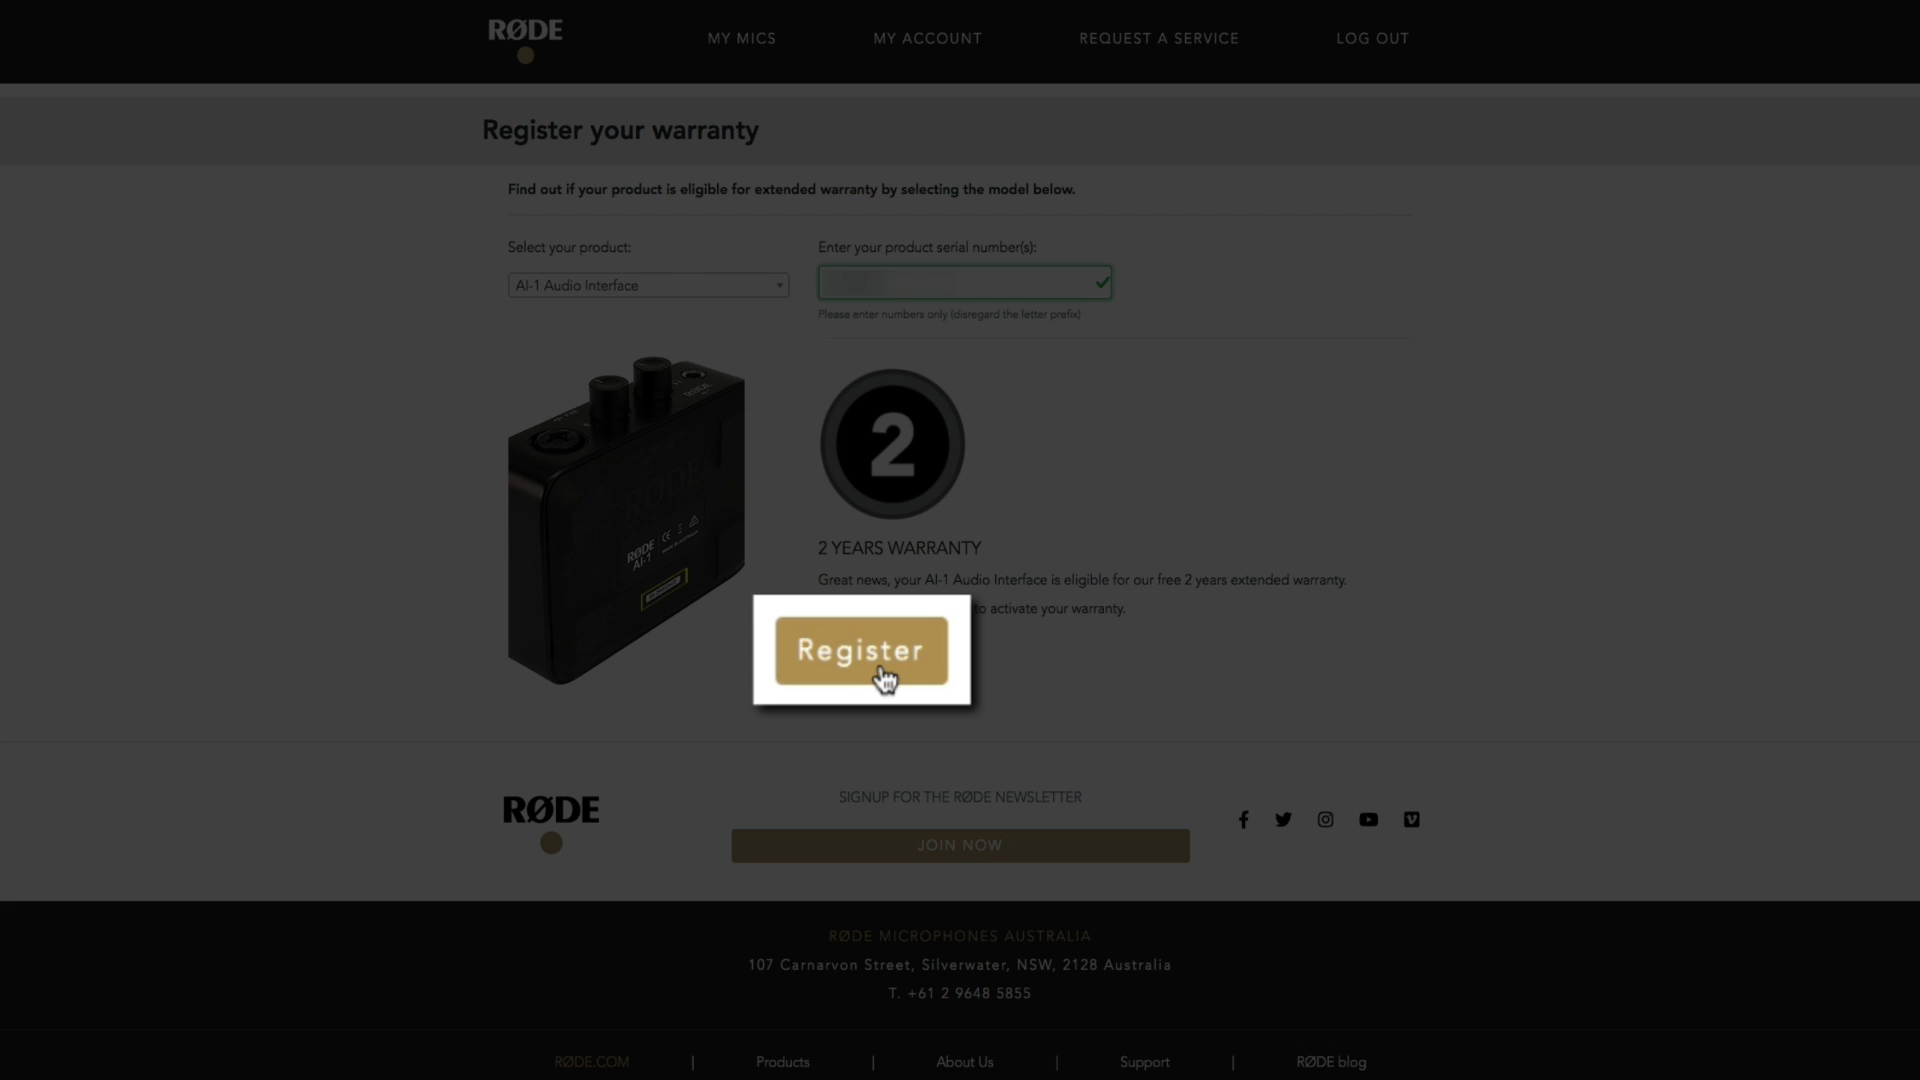 RØDE
MY MICS
MY ACCOUNT
REQUEST A SERVICE
LOG OUT
Register your warranty
Find out if your product is eligible for extended warranty by selecting the model below.
Select your product:
Enter your product serial number(s):
AI-1 Audio Interface
Please enter numbers only (disregard the letter prefix)
RØDE
RØDE
RØDE
AI-1
2
2 YEARS WARRANTY
Great news, your AI-1 Audio Interface is eligible for our free 2 years extended warranty.
to activate your warranty.
Register
RØDE
SIGNUP FOR THE RØDE NEWSLETTER
JOIN NOW
RØDE MICROPHONES AUSTRALIA
107 Carnarvon Street, Silverwater, NSW, 2128 Australia
T. +61 2 9648 5855
RØDE.COM | Products | About Us | Support | RØDE blog